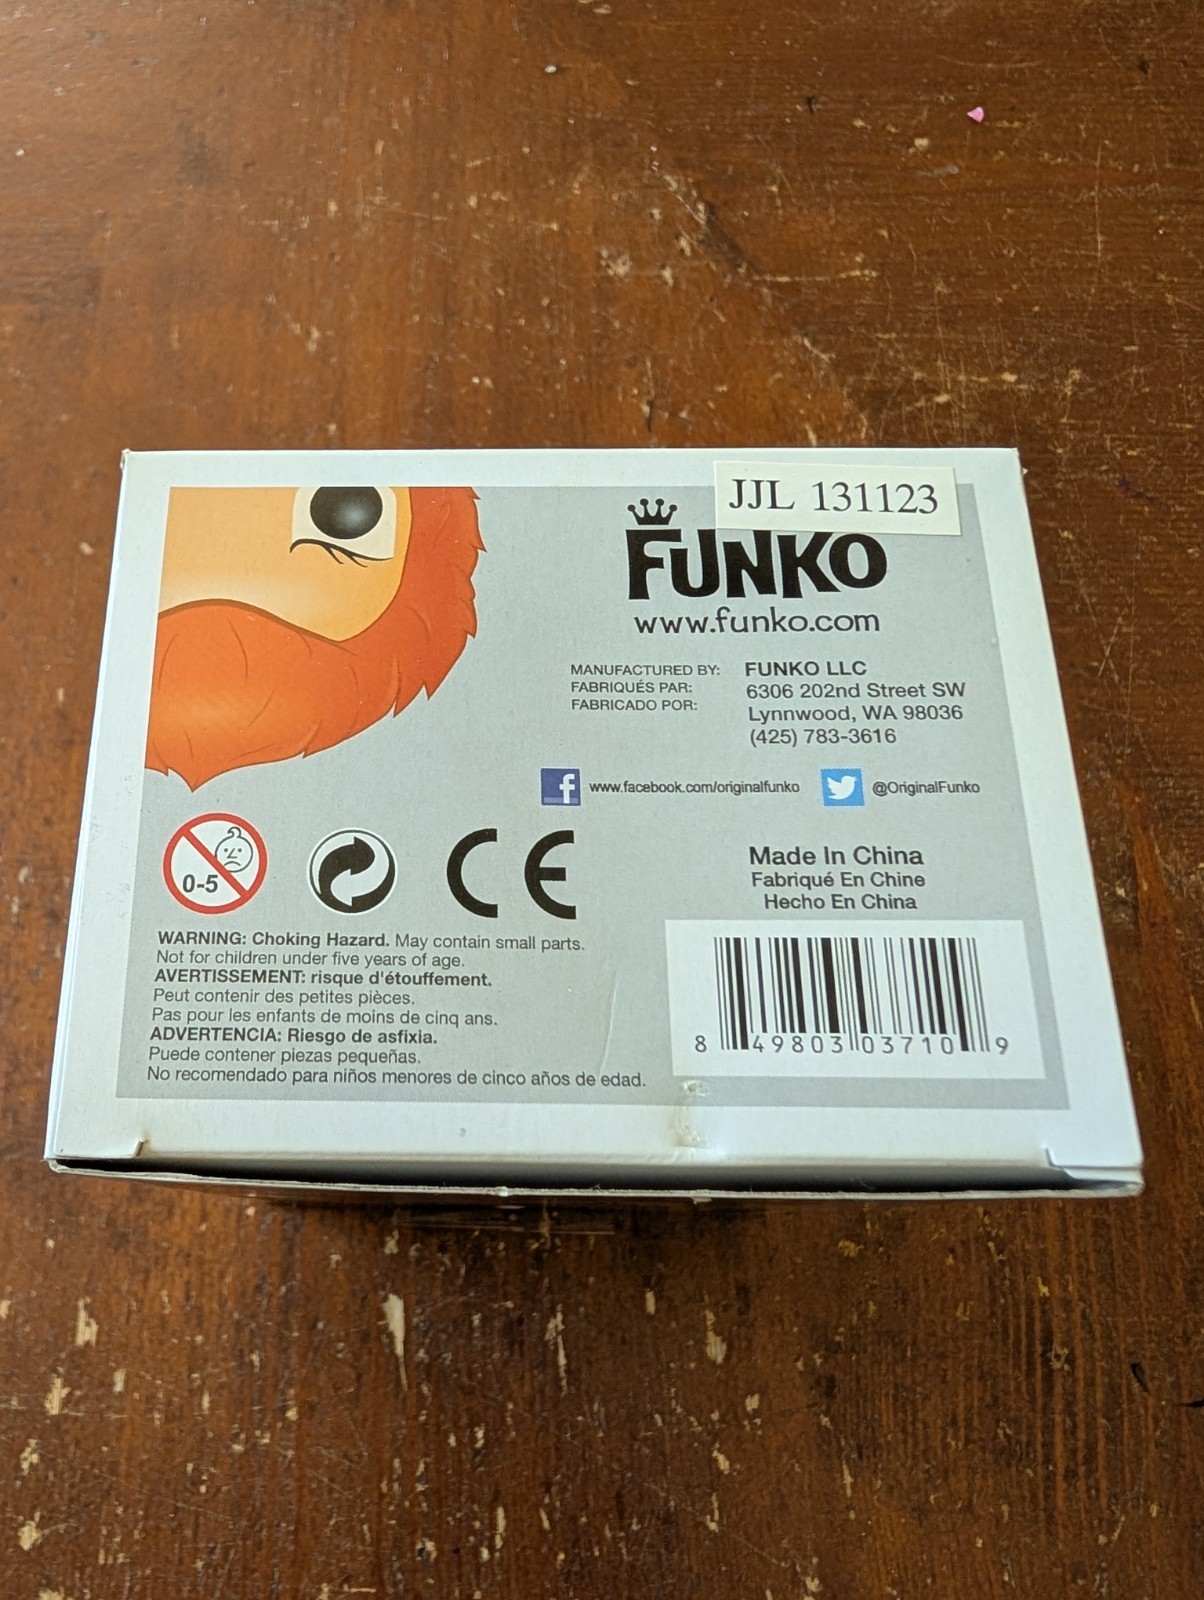 JJL 131123
FUNKO
www.funko.com
MANUFACTURED BY:
FABRIQUÉS PAR:
FABRICADO POR:
FUNKO LLC
6306 202nd Street SW
Lynnwood, WA 98036
(425) 783-3616
f www.facebook.com/originalfunko
@OriginalFunko
0-5
CE
Made In China
Fabriqué En Chine
Hecho En China
WARNING: Choking Hazard. May contain small parts.
Not for children under five years of age.
AVERTISSEMENT: risque d'étouffement.
Peut contenir des petites pièces.
Pas pour les enfants de moins de cinq ans.
ADVERTENCIA: Riesgo de asfixia.
Puede contener piezas pequeñas.
No recomendado para niños menores de cinco años de edad.
8 49803 03710 9